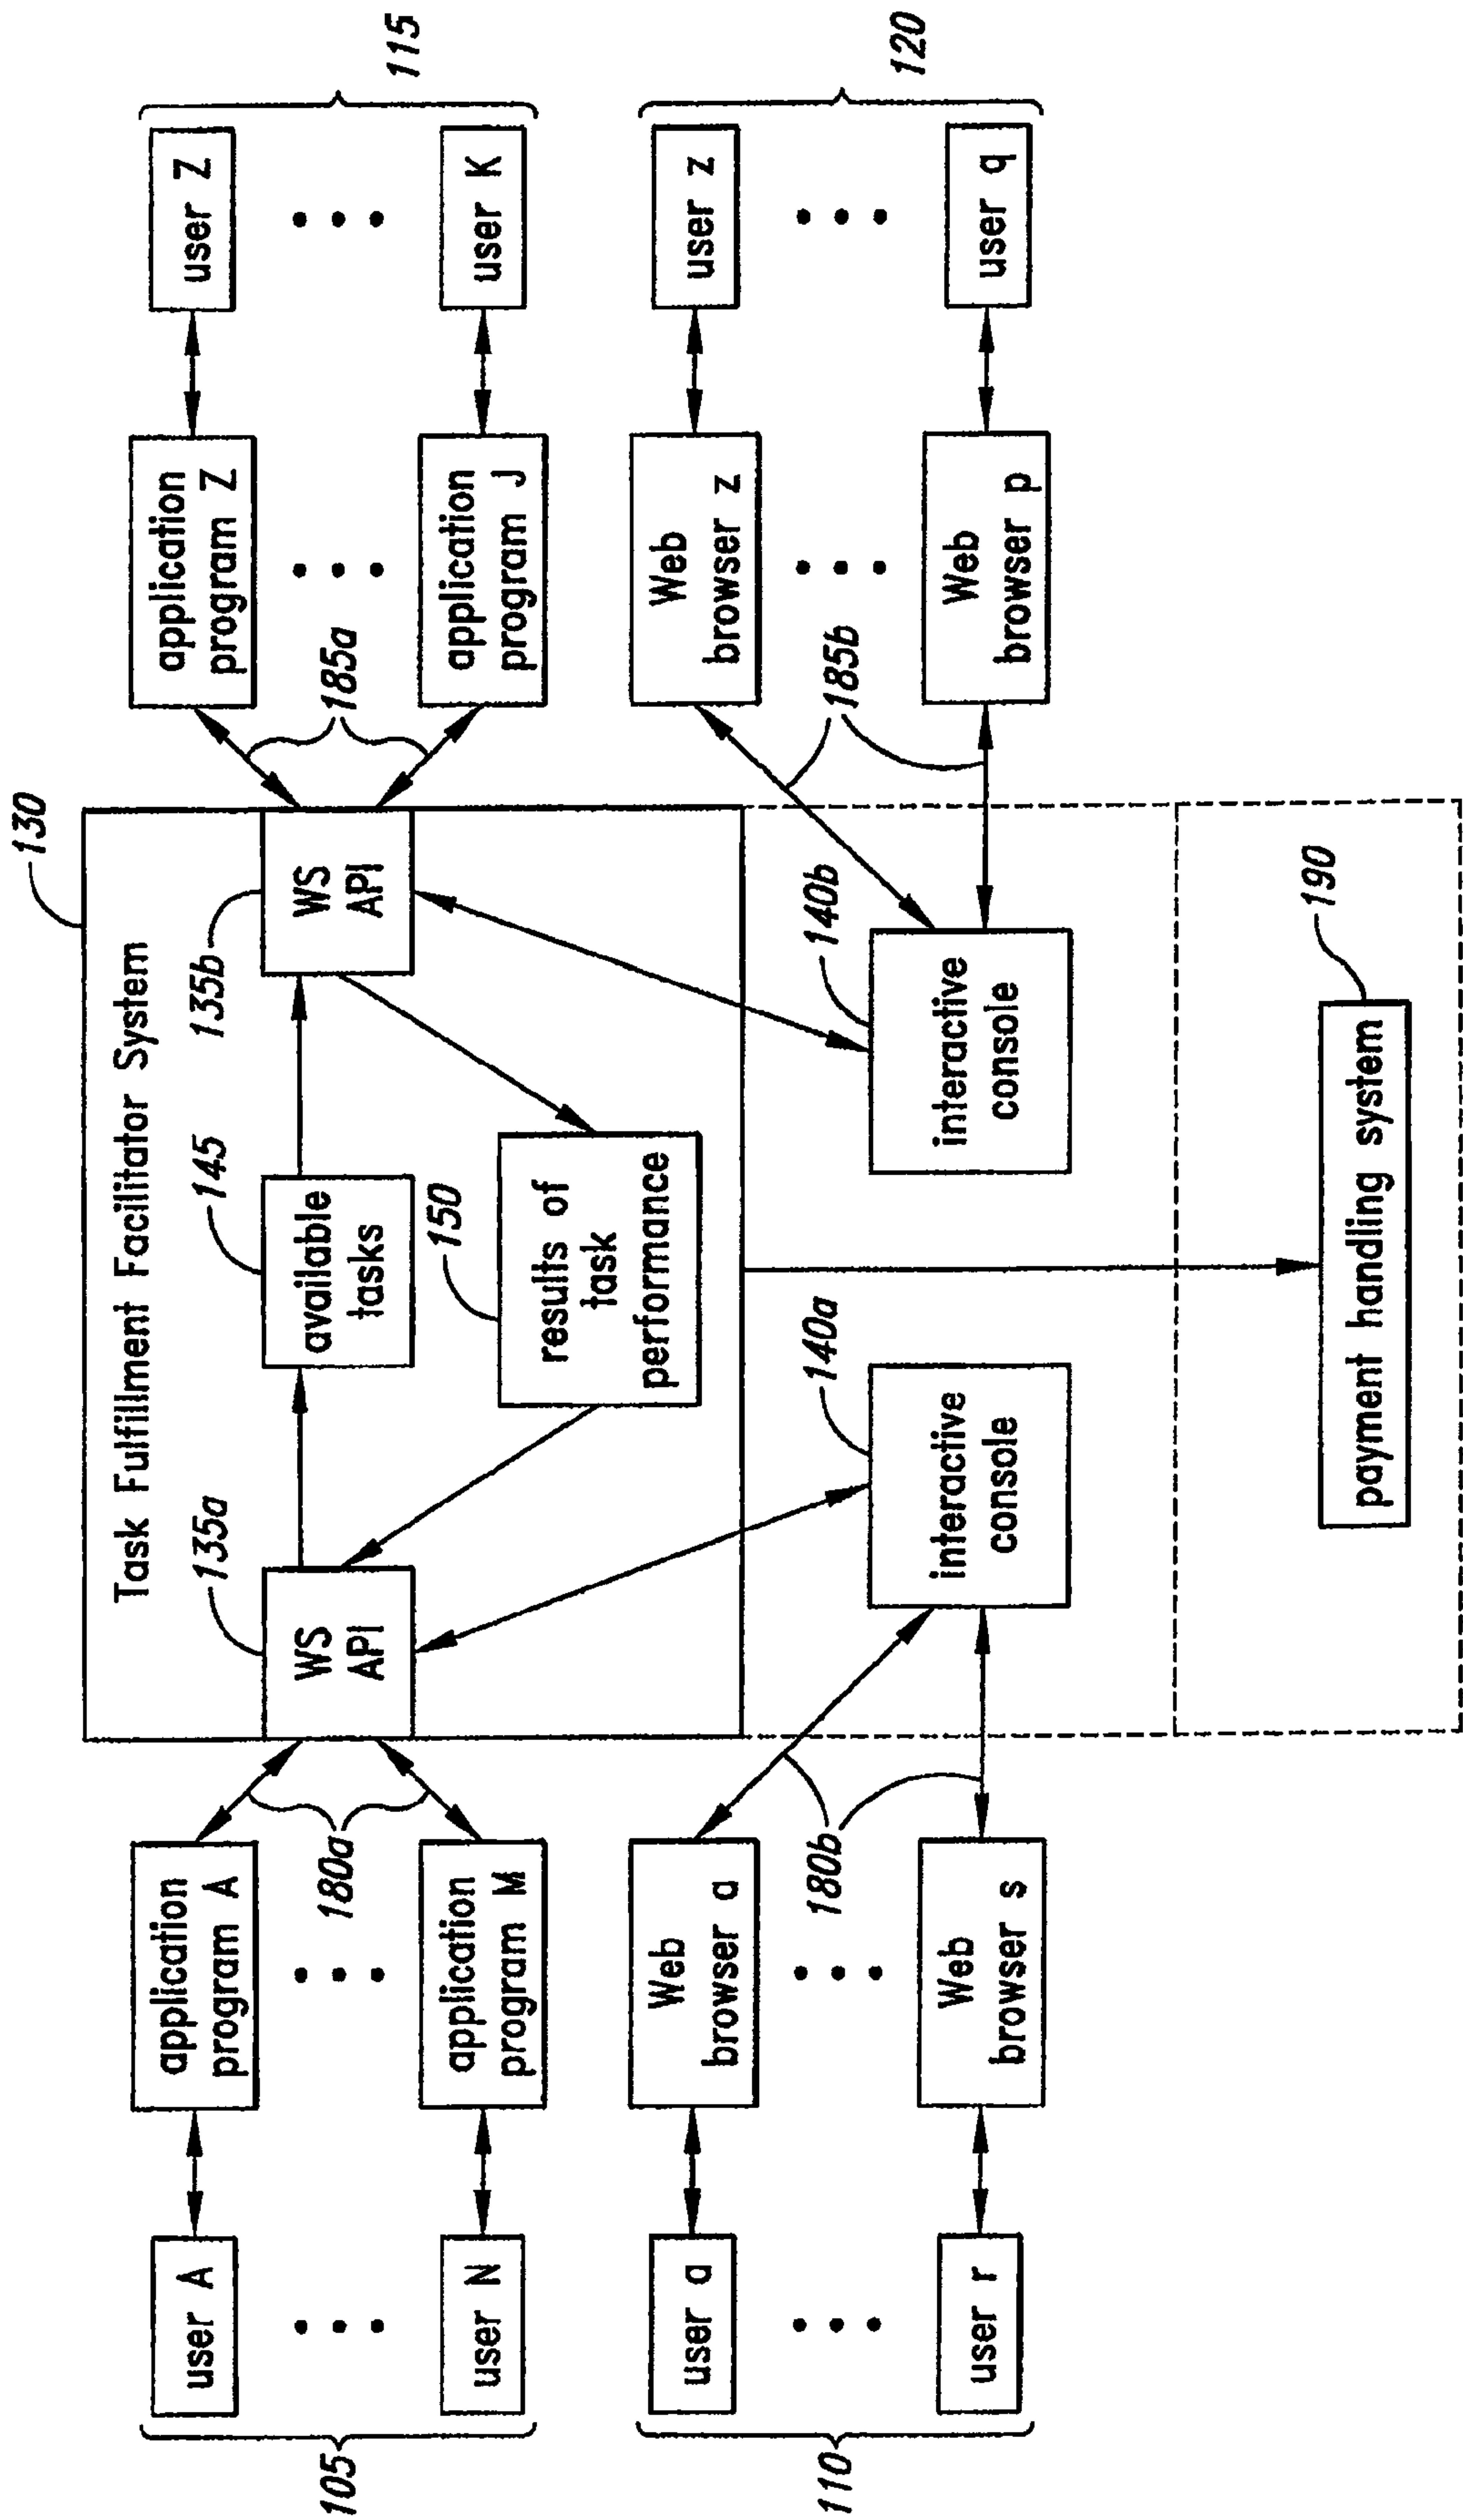 130
Task Fulfillment Facilitator System
105
user A
user N
application
program A
application
program M
180a
135a
WS
API
145
available
tasks
150
results of
task
performance
135b
WS
API
185a
application
program Z
application
program J
user Z
user K
115
110
user a
user r
Web
browser a
Web
browser s
180b
140a
interactive
console
140b
interactive
console
185b
Web
browser z
Web
browser p
user z
user q
120
190
payment handling system